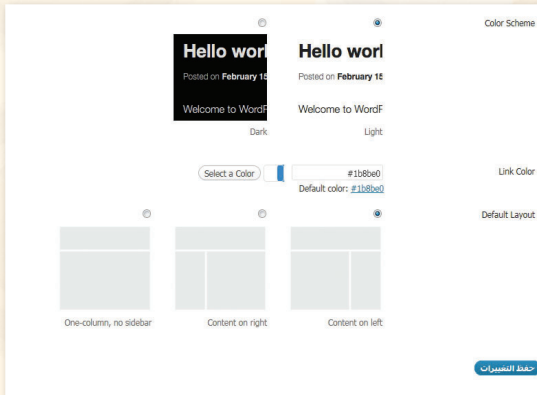 Color Scheme
Hello worl
Posted on February 15
Welcome to WordF
Light
Hello worl
Posted on February 15
Welcome to WordF
Dark
Link Color
#1b8be0
Select a Color
Default color: #1b8be0
Default Layout
Content on left
Content on right
One-column, no sidebar
حفظ التغييرات